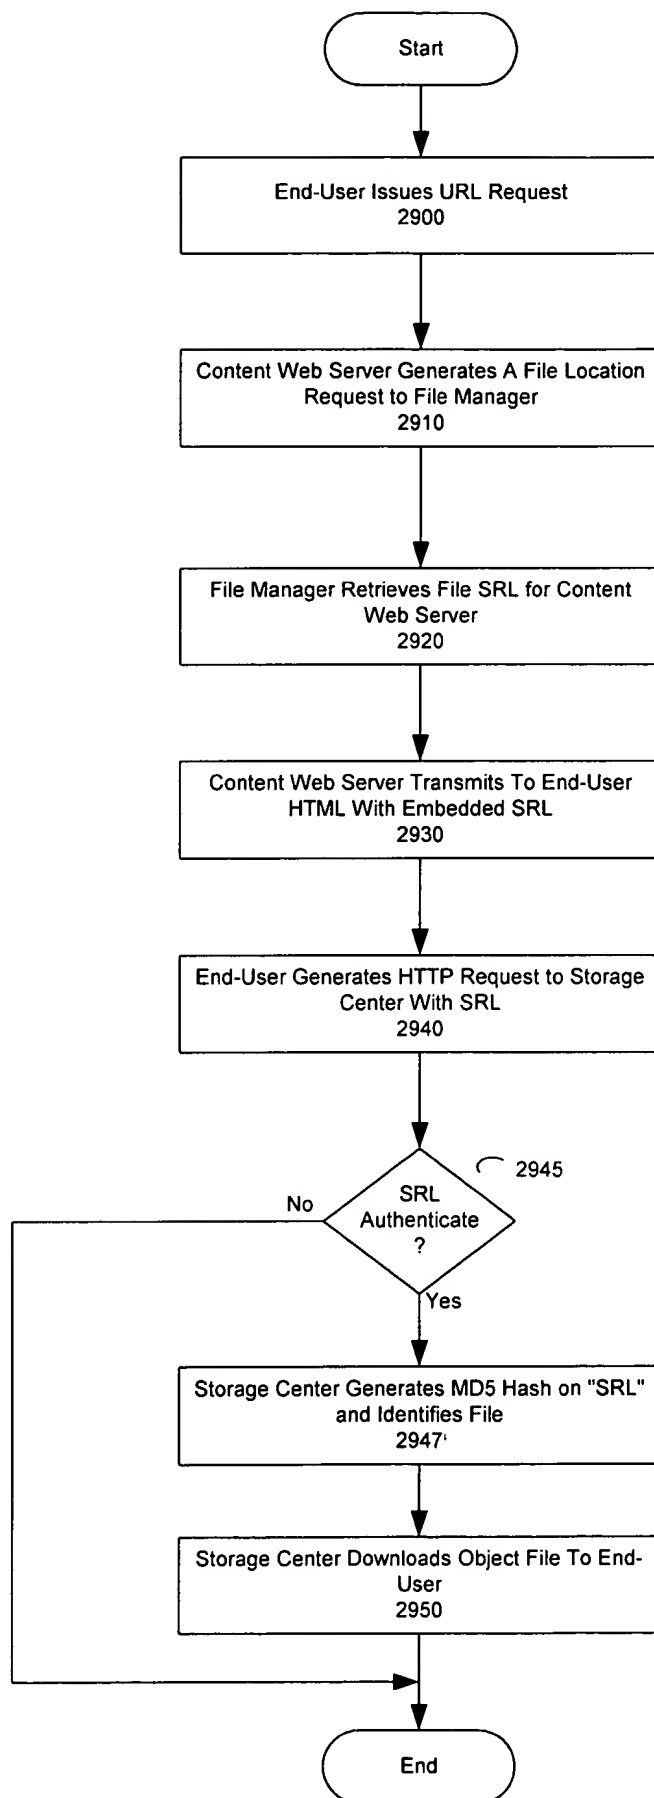 Start
End-User Issues URL Request
2900
Content Web Server Generates A File Location
Request to File Manager
2910
File Manager Retrieves File SRL for Content
Web Server
2920
Content Web Server Transmits To End-User
HTML With Embedded SRL
2930
End-User Generates HTTP Request to Storage
Center With SRL
2940
2945
SRL
Authenticate
?
No
Yes
Storage Center Generates MD5 Hash on "SRL"
and Identifies File
2947
Storage Center Downloads Object File To End-
User
2950
End